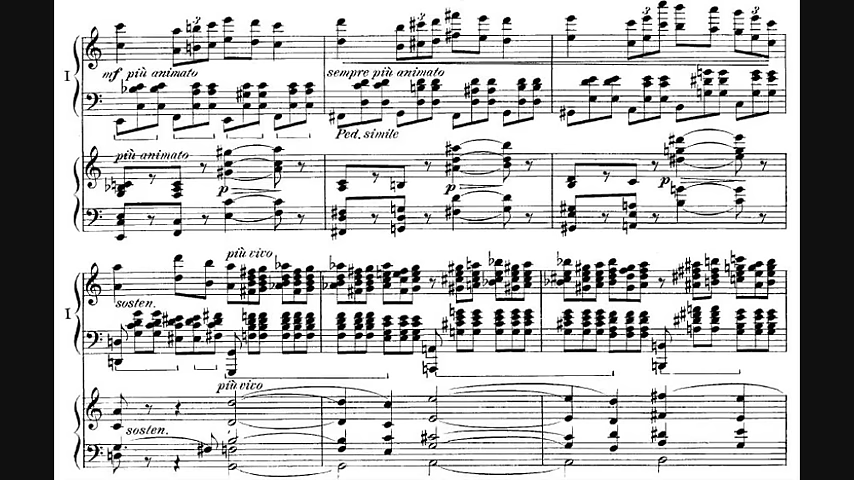 I
mf più animato
sempre più animato
Ped. simile
più animato
p
p
p
più vivo
I
sosten.
più vivo
sosten.